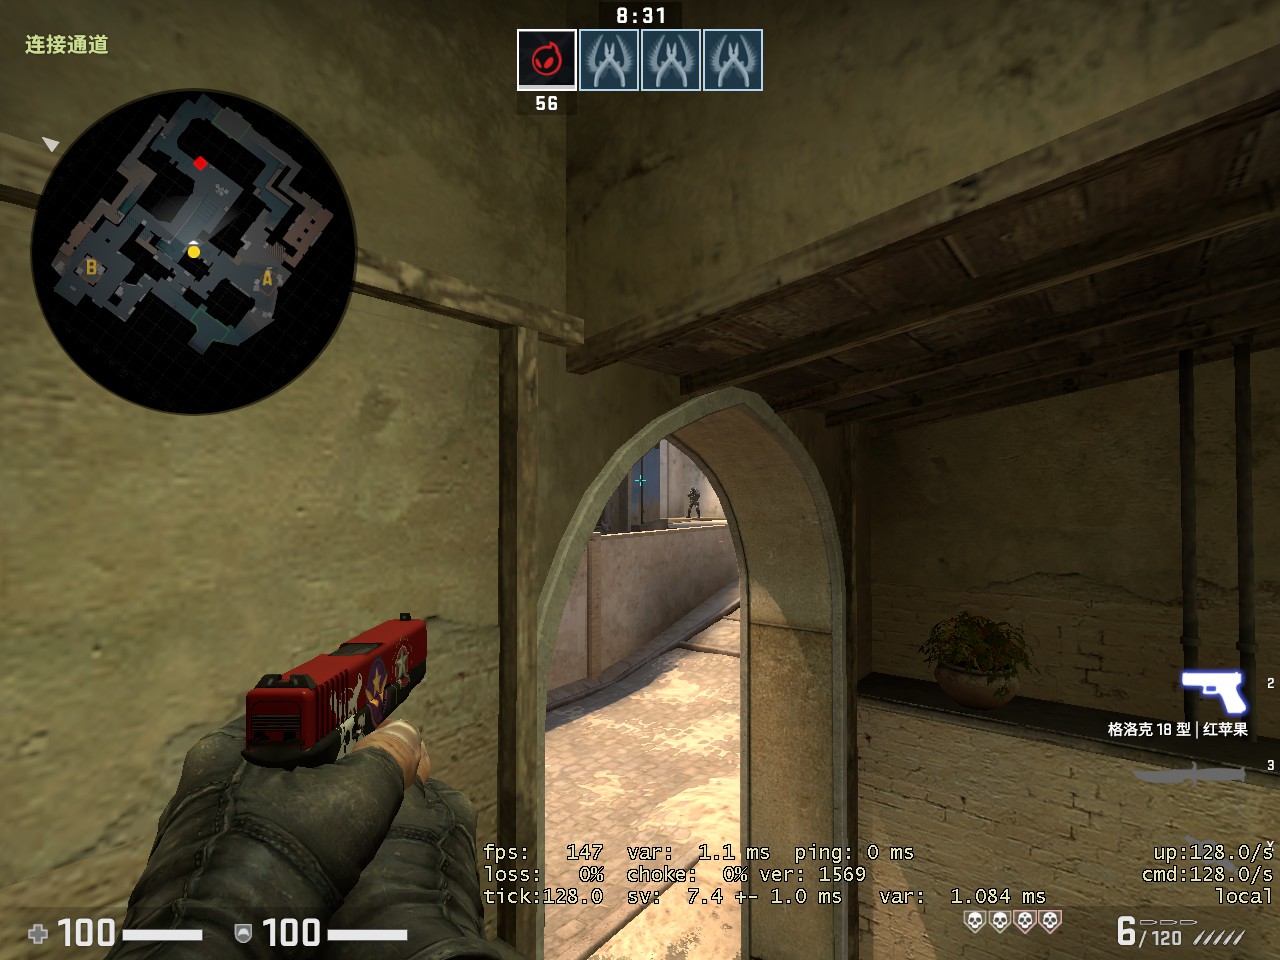 8:31
连接通道
56
B
A
2
格洛克 18 型 | 红苹果
3
fps: 147 var: 1.1 ms ping: 0 ms
up:128.0/s
loss: 0% choke: 0% ver: 1569
cmd:128.0/s
tick:128.0 sv: 7.4 +- 1.0 ms var: 1.084 ms
local
100
100
6/120